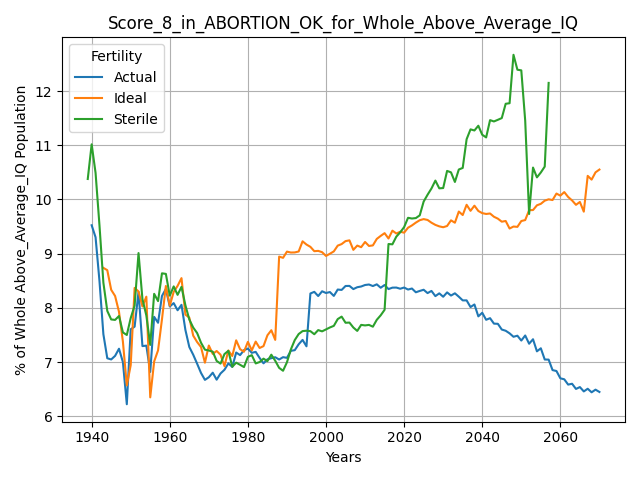 Score_8_in_ABORTION_OK_for_Whole_Above_Average_IQ
Fertility
Actual
Ideal
Sterile
% of Whole Above_Average_IQ Population
12
11
10
9
8
7
6
1940
1960
1980
2000
2020
2040
2060
Years